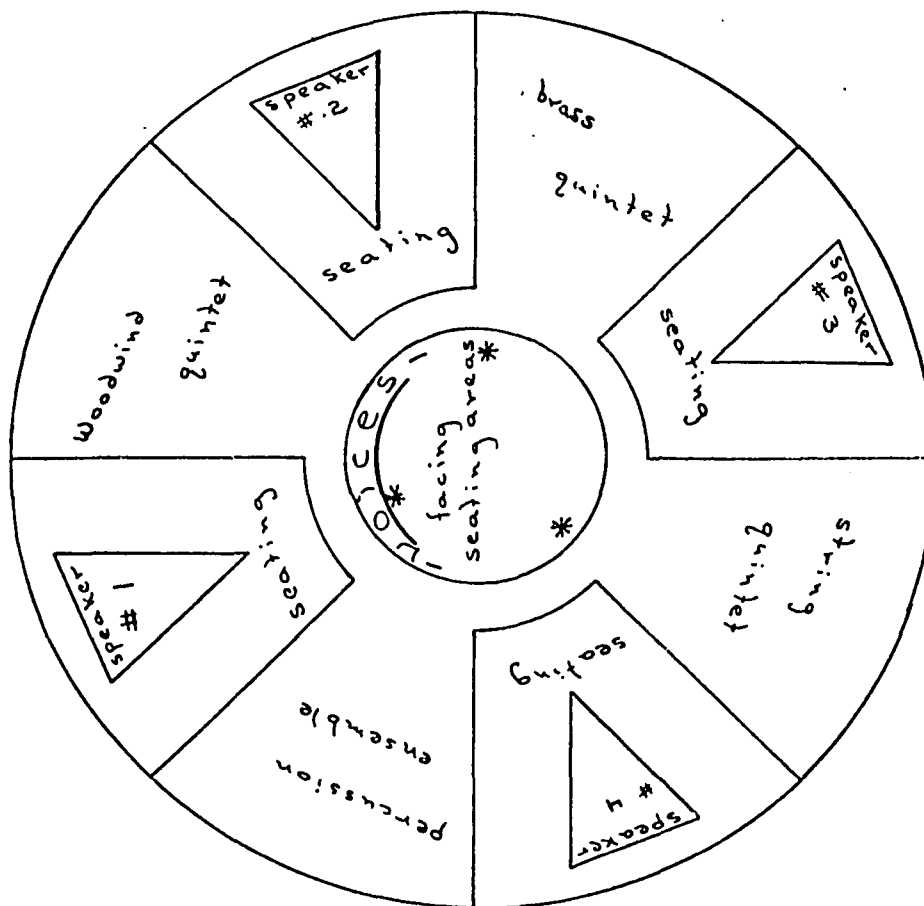 speaker
#.2
seating
brass
quintet
speaker
# 3
seating
string
quintet
seating
# 4
speaker
percussion
ensemble
seating
# 1
speaker
Woodwind
quintet
voices
facing
seating areas
*
*
*